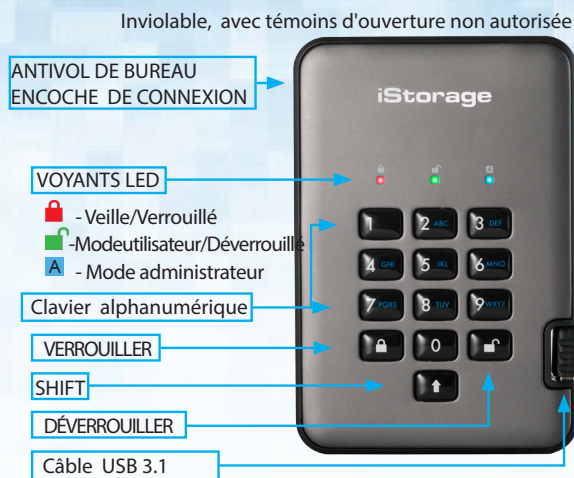 Inviolable, avec témoins d'ouverture non autorisée
ANTIVOL DE BUREAU
ENCOCHE DE CONNEXION
iStorage
VOYANTS LED
- Veille/Verrouillé
-Modeutilisateur/Déverrouillé
A - Mode administrateur
A
1 2 ABC 3 DEF
4 GHI 5 JKL 6 MNO
7 PQRS 8 TUV 9 WXYZ
0
Clavier alphanumérique
VERROUILLER
SHIFT
DÉVERROUILLER
Câble USB 3.1